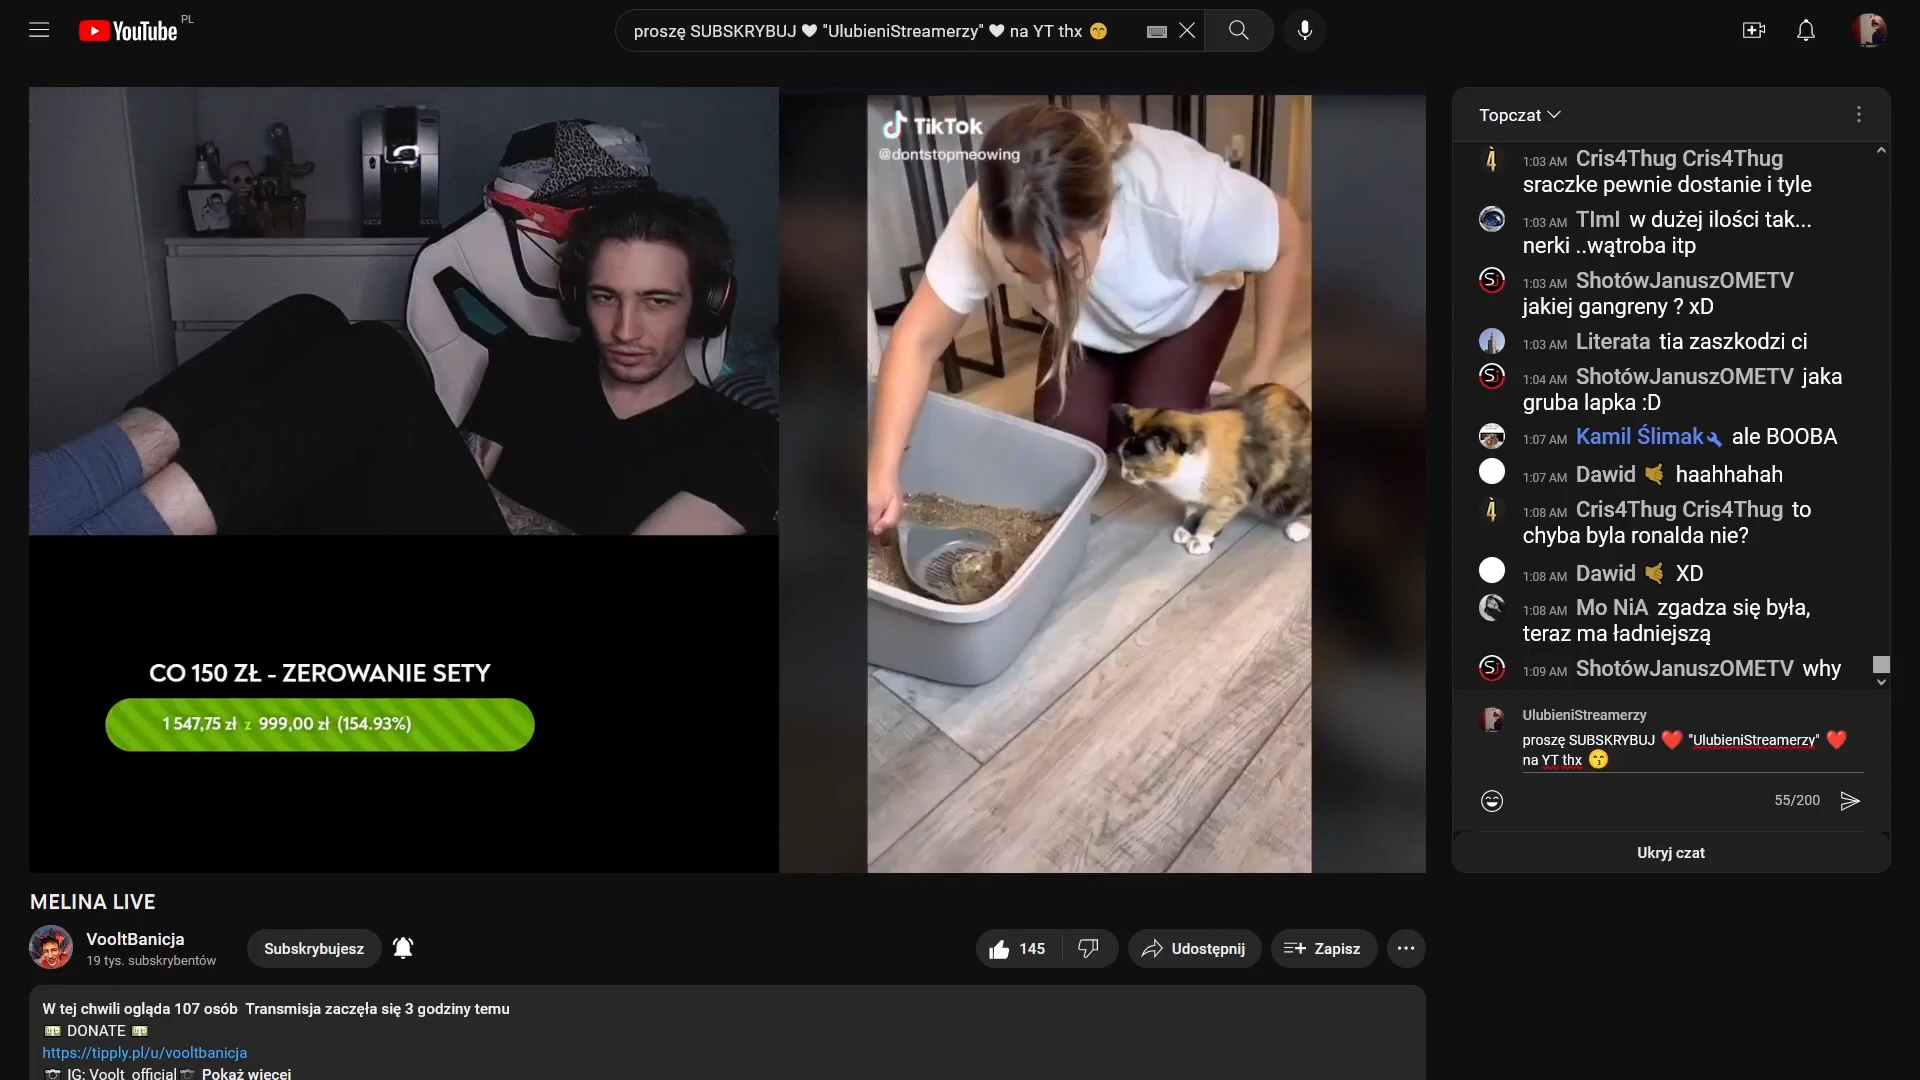 YouTube PL
proszę SUBSKRYBUJ 🤍 "UlubieniStreamerzy" 🤍 na YT thx 😙
TikTok
@dontstopmeowing
CO 150 ZŁ - ZEROWANIE SETY
1 547,75 zł z 999,00 zł (154.93%)
Topczat
1:03 AM Cris4Thug Cris4Thug
sraczke pewnie dostanie i tyle
1:03 AM TImI w dużej ilości tak...
nerki ..wątroba itp
1:03 AM ShotówJanuszOMETV
jakiej gangreny ? xD
1:03 AM Literata tia zaszkodzi ci
1:04 AM ShotówJanuszOMETV jaka
gruba lapka :D
1:07 AM Kamil Ślimak ale BOOBA
1:07 AM Dawid 🤙 haahhahah
1:08 AM Cris4Thug Cris4Thug to
chyba byla ronalda nie?
1:08 AM Dawid 🤙 XD
1:08 AM Mo NiA zgadza się była,
teraz ma ładniejszą
1:09 AM ShotówJanuszOMETV why
UlubieniStreamerzy
proszę SUBSKRYBUJ ❤️ "UlubieniStreamerzy" ❤️
na YT thx 😙
55/200
Ukryj czat
MELINA LIVE
VooltBanicja
19 tys. subskrybentów
Subskrybujesz
145
Udostępnij
Zapisz
W tej chwili ogląda 107 osób Transmisja zaczęła się 3 godziny temu
💵 DONATE 💵
https://tipply.pl/u/vooltbanicja
📷 IG: Voolt_official 📷 Pokaż więcej